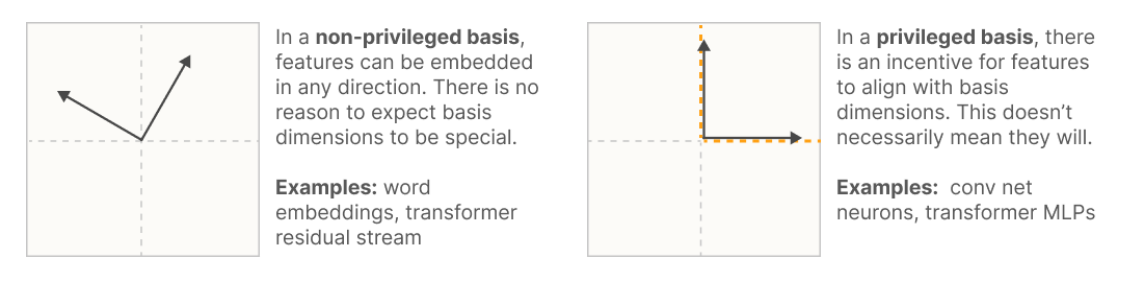 In a non-privileged basis,
features can be embedded
in any direction. There is no
reason to expect basis
dimensions to be special.
Examples: word
embeddings, transformer
residual stream
In a privileged basis, there
is an incentive for features
to align with basis
dimensions. This doesn't
necessarily mean they will.
Examples:  conv net
neurons, transformer MLPs